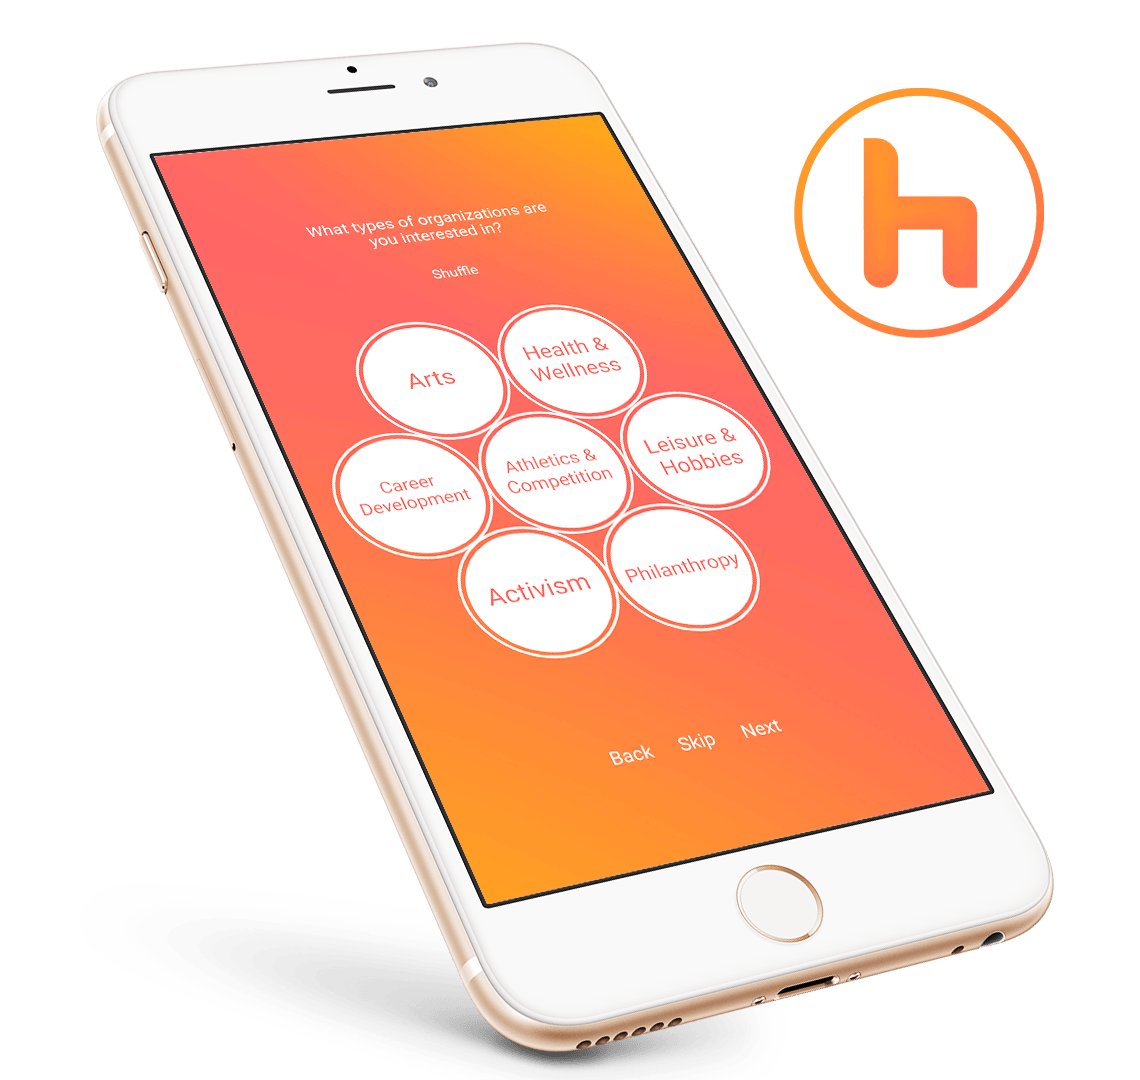 What types of organizations are
you interested in?
Shuffle
Arts
Health &
Wellness
Leisure &
Hobbies
Career
Development
Athletics &
Competition
Activism
Philanthropy
Back Skip Next
h